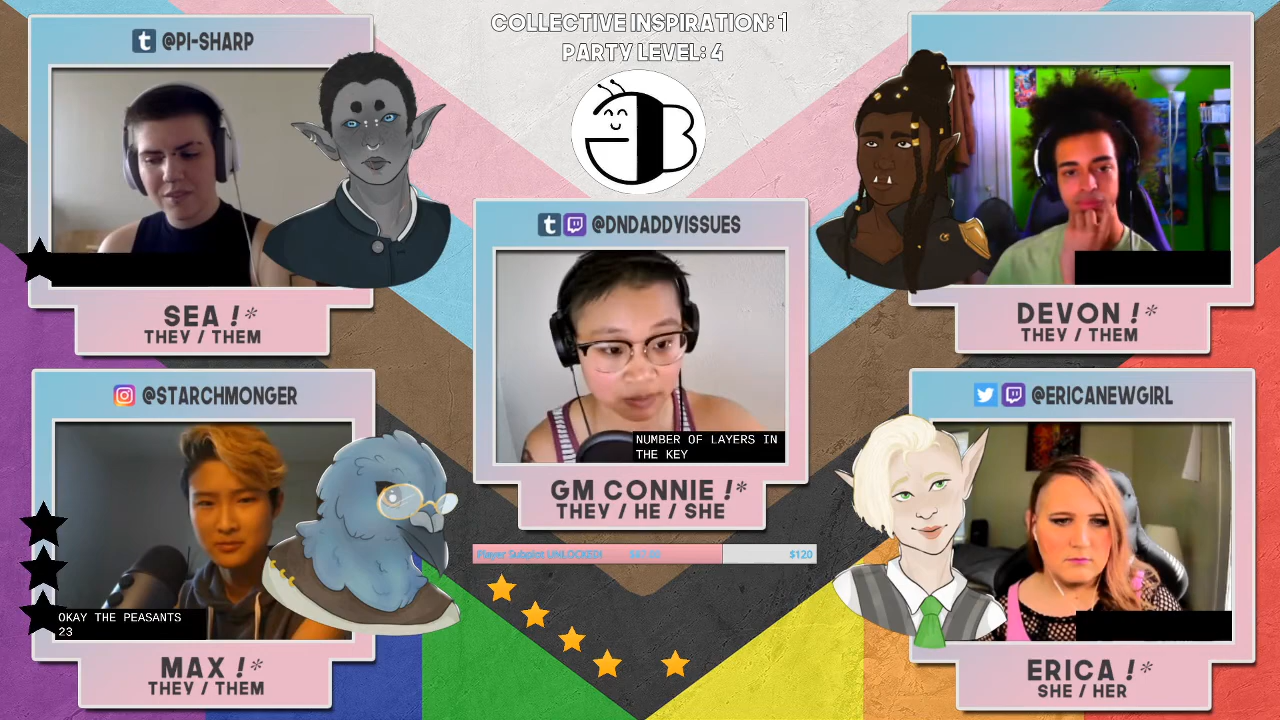 COLLECTIVE INSPIRATION: 1
PARTY LEVEL: 4
@PI-SHARP
SEA !*
THEY / THEM
@DNDADDYISSUES
NUMBER OF LAYERS IN
THE KEY
GM CONNIE !*
THEY / HE / SHE
DEVON !*
THEY / THEM
@STARCHMONGER
OKAY THE PEASANTS
23
MAX !*
THEY / THEM
Player Subplot UNLOCKED!
$120
@ERICANEWGIRL
ERICA !*
SHE / HER